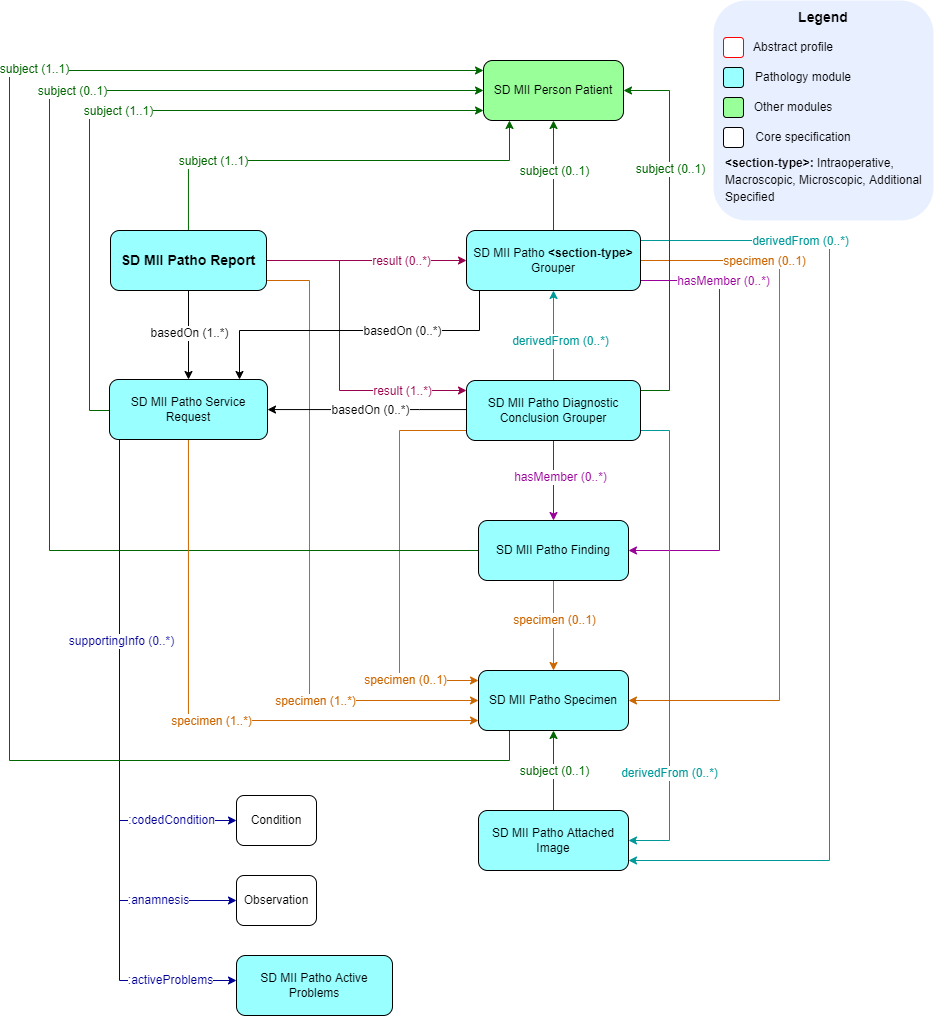 Legend
Abstract profile
Pathology module
Other modules
Core specification
<section-type>: Intraoperative,
Macroscopic, Microscopic, Additional
Specified
subject (1..1)
subject (0..1)
subject (1..1)
SD MII Person Patient
subject (1..1)
subject (0..1)
subject (0..1)
SD MII Patho Report
result (0..*)
SD MII Patho <section-type>
Grouper
derivedFrom (0..*)
specimen (0..1)
hasMember (0..*)
basedOn (1..*)
basedOn (0..*)
derivedFrom (0..*)
SD MII Patho Service
Request
result (1..*)
basedOn (0..*)
SD MII Patho Diagnostic
Conclusion Grouper
hasMember (0..*)
SD MII Patho Finding
specimen (0..1)
supportingInfo (0..*)
specimen (0..1)
specimen (1..*)
specimen (1..*)
SD MII Patho Specimen
subject (0..1)
derivedFrom (0..*)
:codedCondition
Condition
SD MII Patho Attached
Image
:anamnesis
Observation
:activeProblems
SD MII Patho Active
Problems